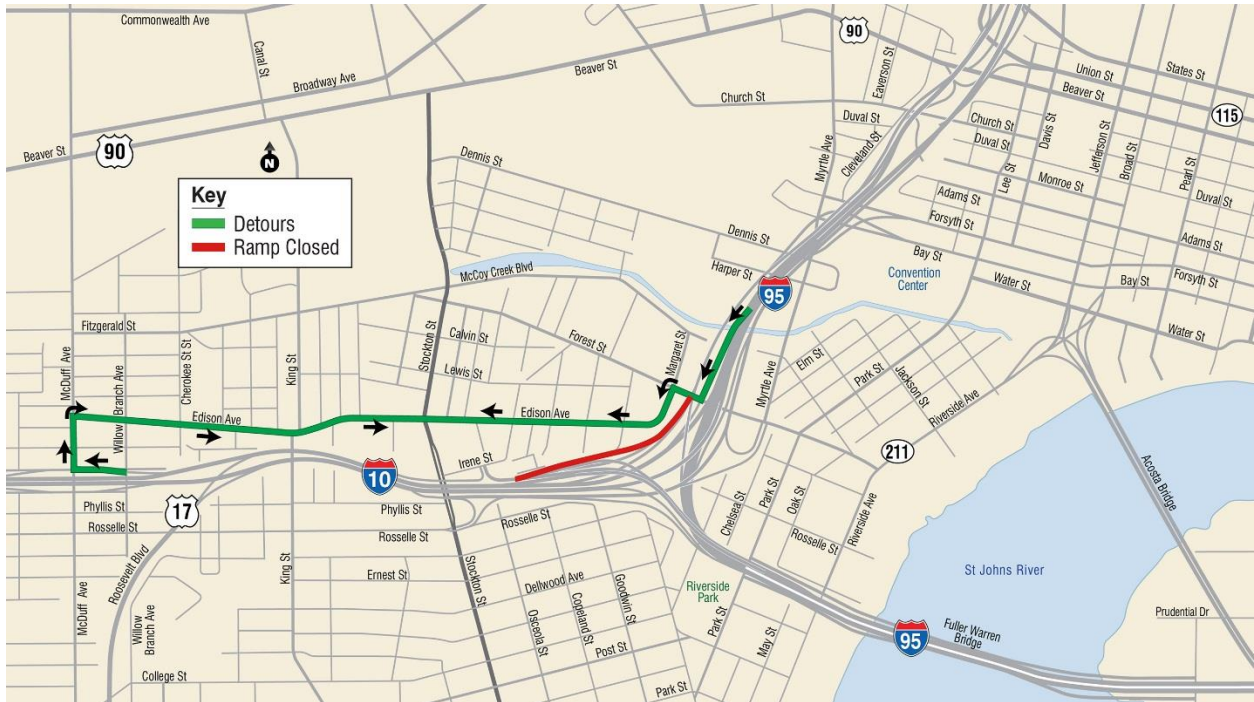 Commonwealth Ave
Canal St
Broadway Ave
Beaver St
90
Eaverson St
Union St
States St
Beaver St
115
Church St
Duval St
Myrtle Ave
Cleveland St
Church St
Duval St
Davis St
Jefferson St
Broad St
Pearl St
Lee St
Monroe St
Duval St
Beaver St
90
N
Dennis St
Adams St
Forsyth St
Adams St
Key
Detours
Ramp Closed
Dennis St
Bay St
Harper St
Convention
Center
Water St
Bay St
Forsyth St
McCoy Creek Blvd
95
Water St
Fitzgerald St
Stockton St
Calvin St
Forest St
Margaret St
Elm St
Park St
Jackson St
Riverside Ave
McDuff Ave
Willow
Branch Ave
Cherokee St St
King St
Lewis St
Myrtle Ave
Edison Ave
Edison Ave
211
Irene St
10
Acosta Bridge
Phyllis St
17
Phyllis St
Rosselle St
Rosselle St
Rosselle St
Chelsea St
Park St
Oak St
Rosselle St
Riverside Ave
Roosevelt Blvd
King St
Ernest St
Stockton St
Dellwood Ave
Goodwin St
Copeland St
Osceola St
Post St
Riverside
Park
St Johns River
McDuff Ave
Willow
Branch Ave
Park St
May St
95
Fuller Warren
Bridge
Prudential Dr
College St
Park St